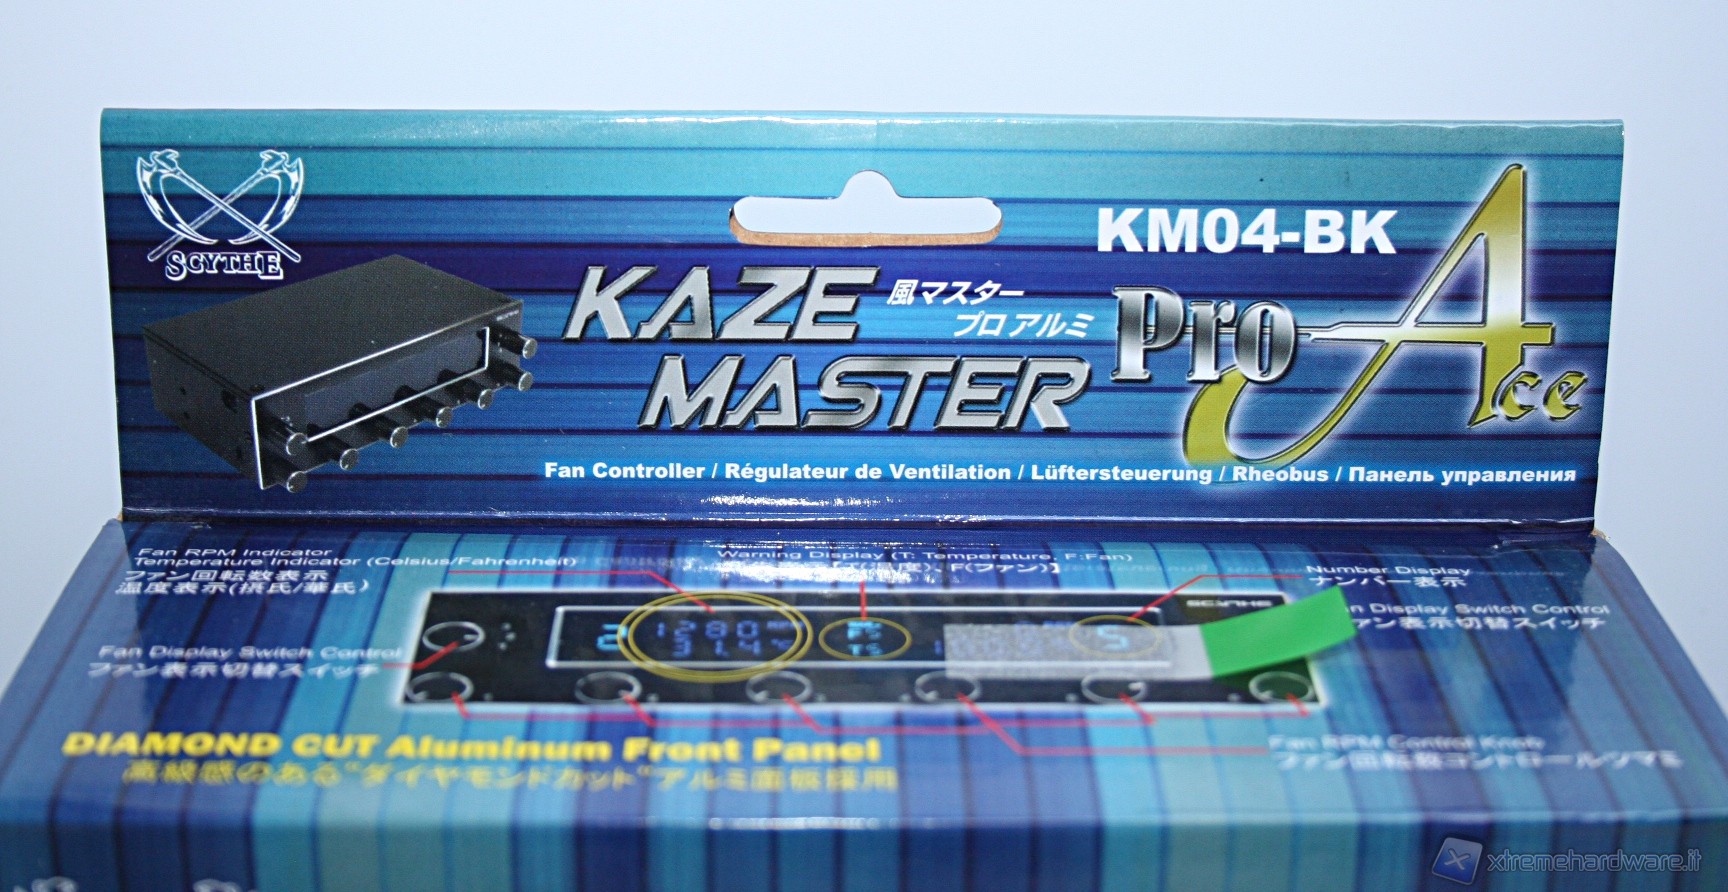 SCYTHE
KM04-BK
KAZE
MASTER
風マスター
プロ アルミ
Pro Ace
Fan Controller / Régulateur de Ventilation / Lüftersteuerung / Rheobus / Панель управления
Fan RPM Indicator
Temperature Indicator (Celsius/Fahrenheit)
ファン回転数表示
温度表示(摂氏/華氏)
Warning Display (T: Temperature, F:Fan)
F(ファン)】
Number Display
ナンバー表示
Display Switch Control
ファン表示切替スイッチ
Fan Display Switch Control
ファン表示切替スイッチ
SCYTHE
2
5
DIAMOND CUT Aluminum Front Panel
高級感のある"ダイヤモンドカット"アルミ面板採用
Fan RPM Control Knob
ファン回転数コントロールツマミ
xtremehardware.it